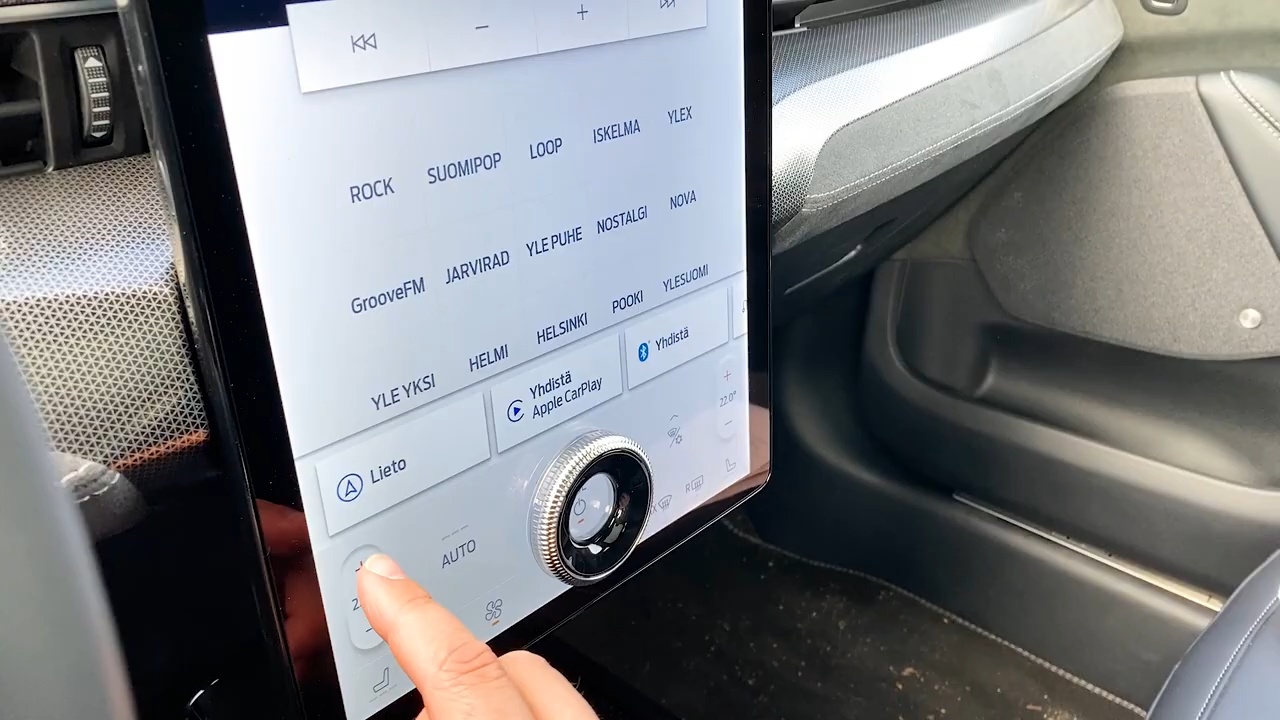 ROCK SUOMIPOP LOOP ISKELMA YLEX
GrooveFM JARVIRAD YLE PUHE NOSTALGI NOVA
YLE YKSI HELMI HELSINKI POOKI YLESUOMI
Lieto
Yhdistä
Apple CarPlay
Yhdistä
22.0°
AUTO
R